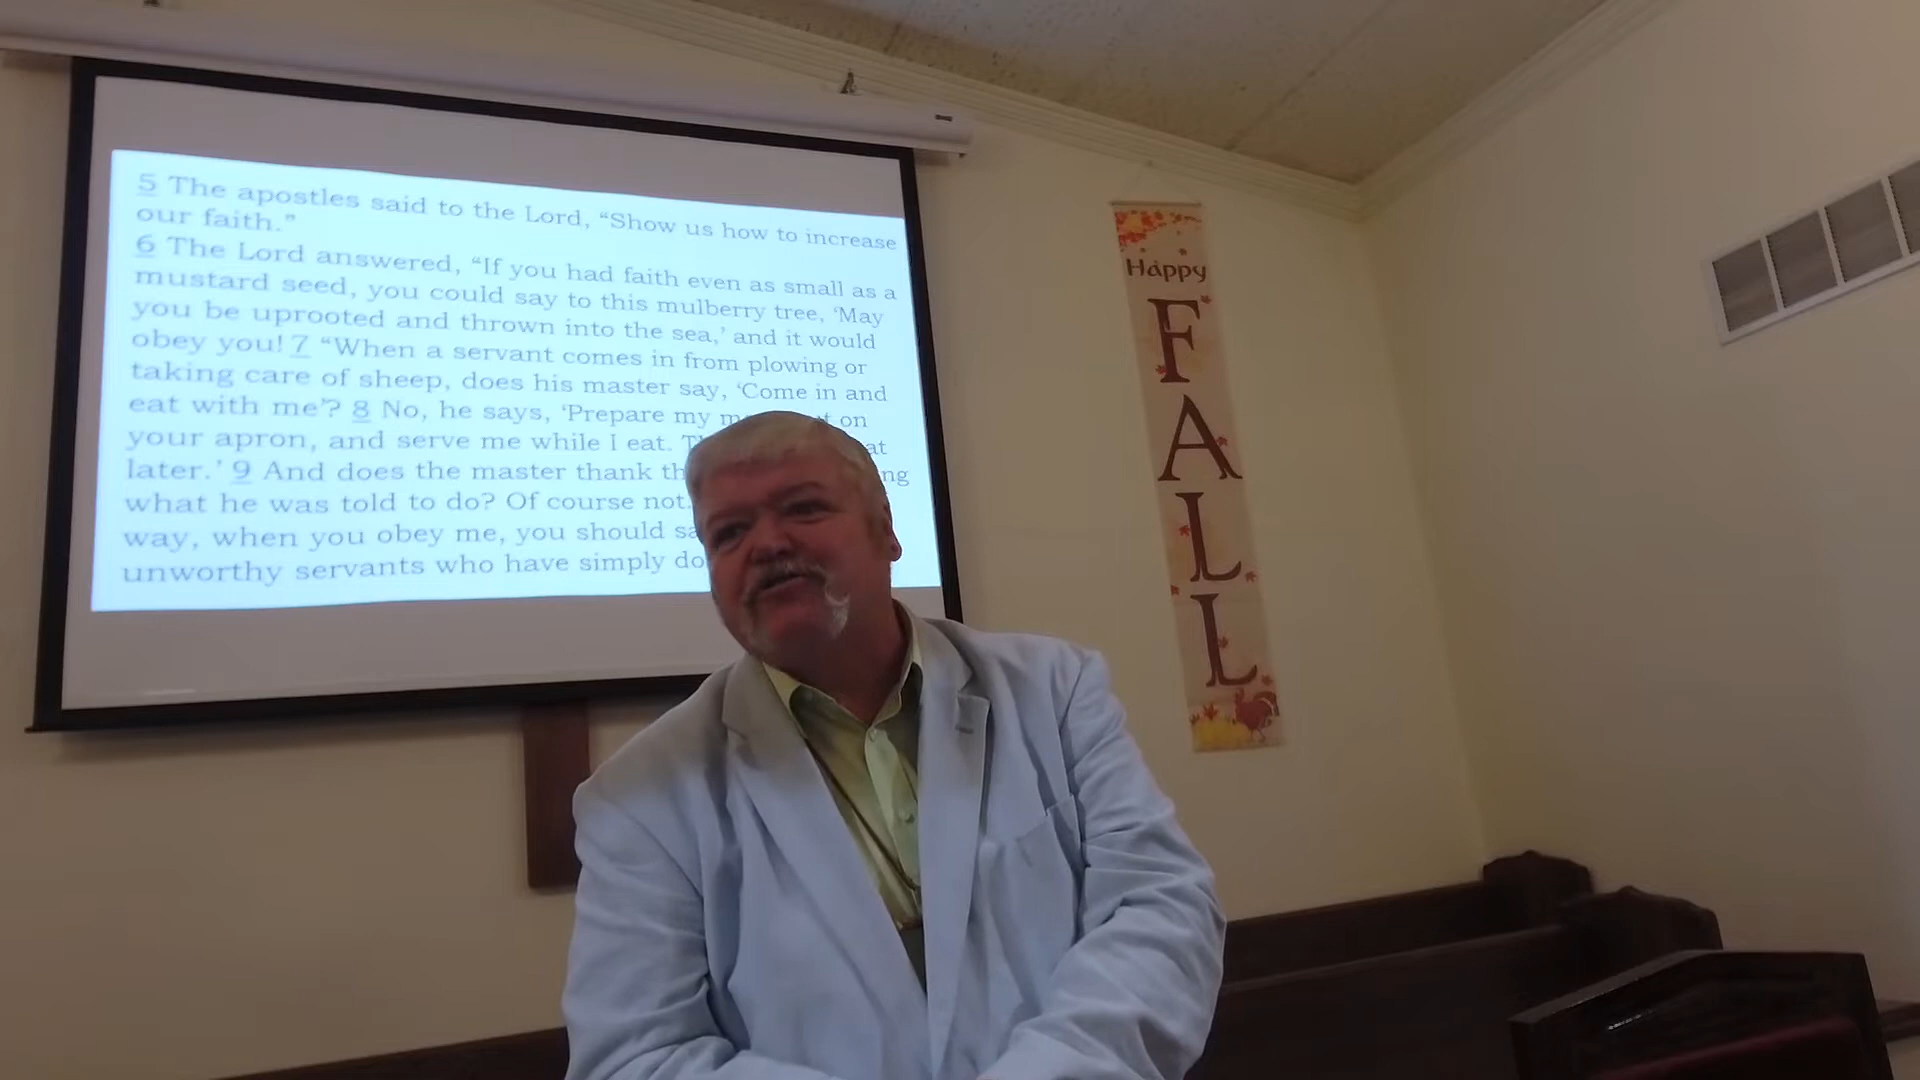 5 The apostles said to the Lord, “Show us how to increase
our faith.”
6 The Lord answered, “If you had faith even as small as a
mustard seed, you could say to this mulberry tree, ‘May
you be uprooted and thrown into the sea,’ and it would
obey you! 7 “When a servant comes in from plowing or
taking care of sheep, does his master say, ‘Come in and
eat with me’? 8 No, he says, ‘Prepare my on
your apron, and serve me while I eat.
later.’ 9 And does the master thank
what he was told to do? Of course not.
way, when you obey me, you should
unworthy servants who have simply
Happy
FALL